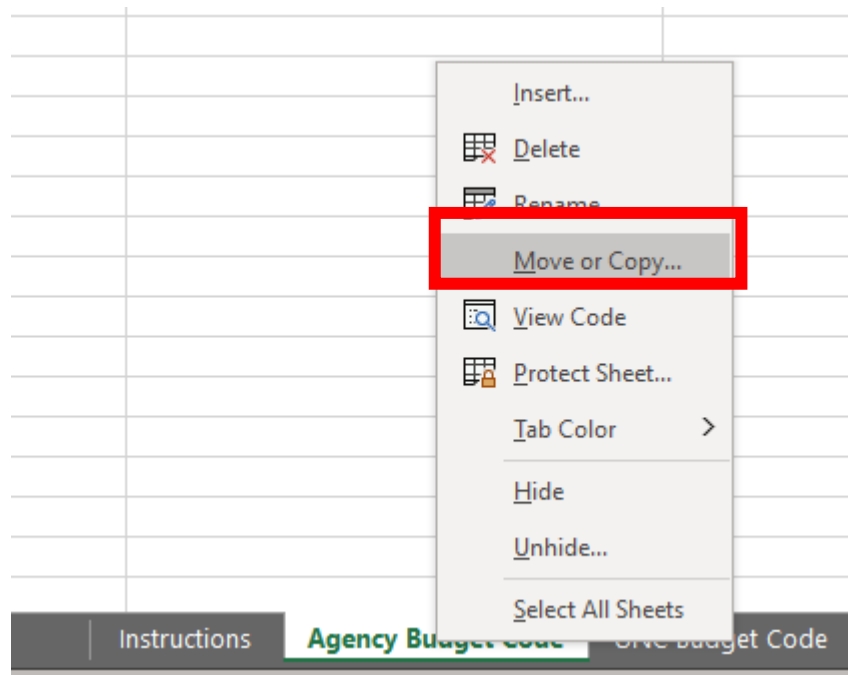 Insert...
Delete
Rename
Move or Copy...
View Code
Protect Sheet...
Tab Color
Hide
Unhide...
Select All Sheets
Instructions Agency Budget Code UNC Budget Code